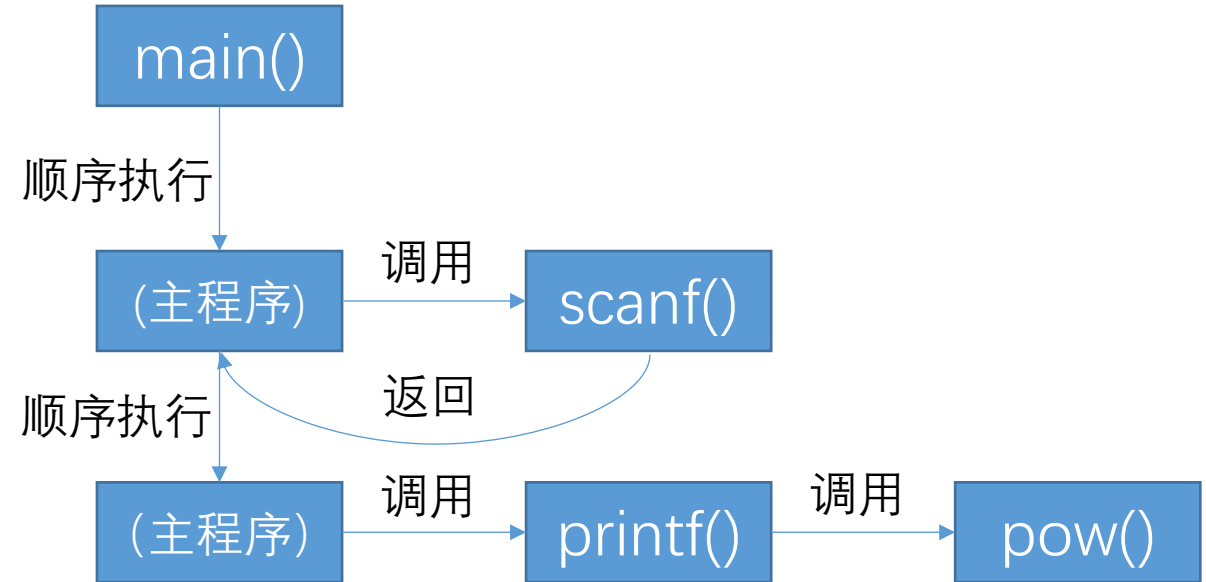 main()
顺序执行
调用
(主程序)
scanf()
返回
顺序执行
调用
调用
(主程序)
printf()
pow()